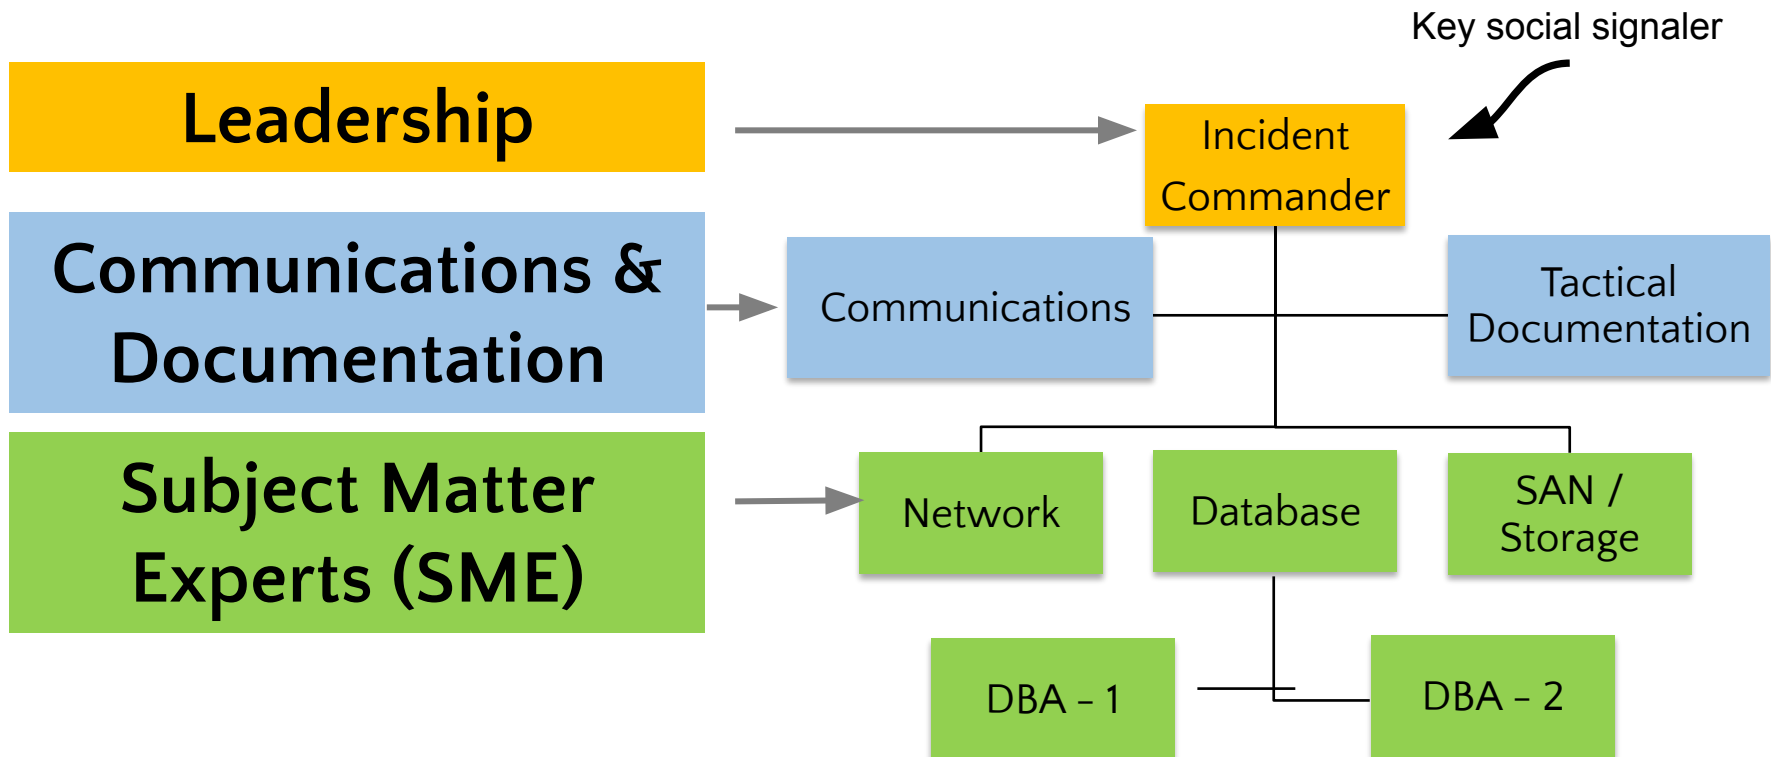 Key social signaler
Leadership
Incident
Commander
Communications &
Documentation
Communications
Tactical
Documentation
Subject Matter
Experts (SME)
Network
Database
SAN /
Storage
DBA - 1
DBA - 2